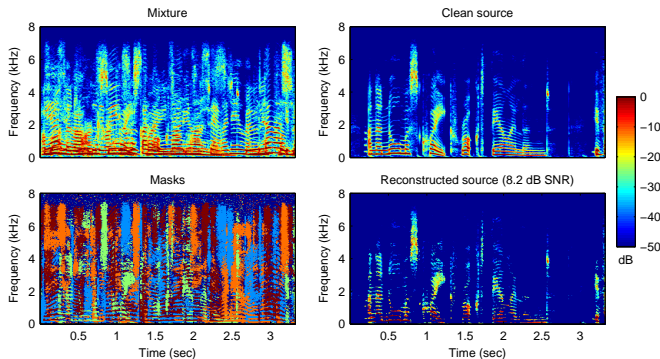 Mixture
Clean source
Frequency (kHz)
8
6
4
2
0
Frequency (kHz)
8
6
4
2
0
0
−10
−20
−30
−40
−50
dB
Masks
Reconstructed source (8.2 dB SNR)
Frequency (kHz)
8
6
4
2
0
0.5 1 1.5 2 2.5 3
Time (sec)
Frequency (kHz)
8
6
4
2
0
0.5 1 1.5 2 2.5 3
Time (sec)